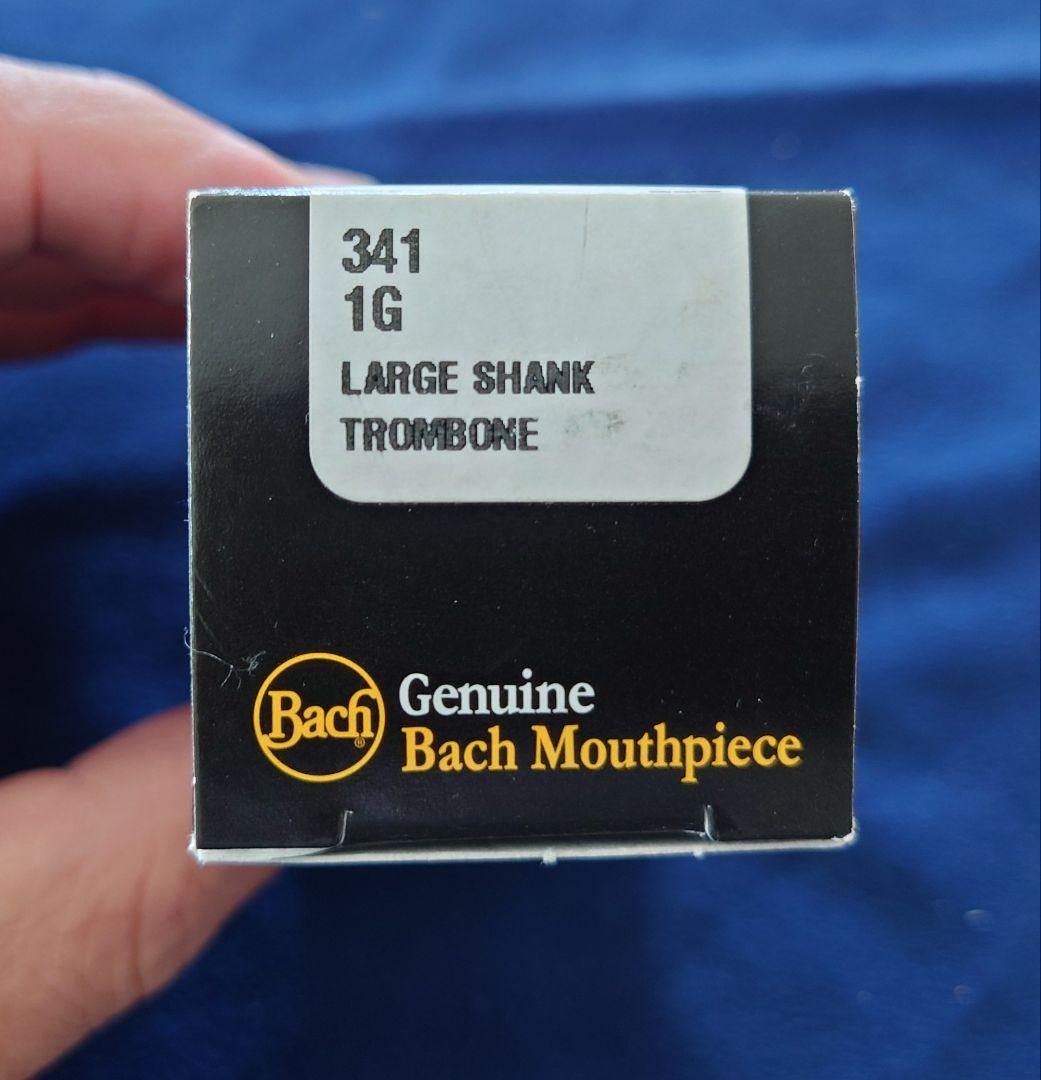 341
1G
LARGE SHANK
TROMBONE
Bach®
Genuine
Bach Mouthpiece